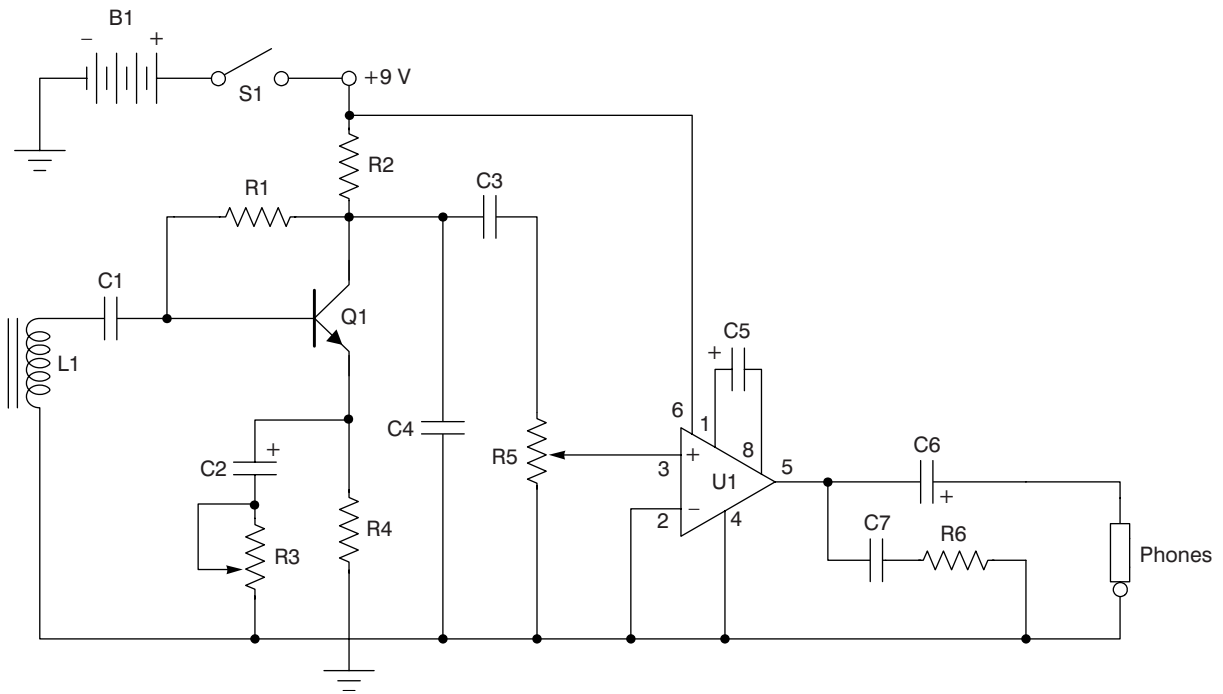 B1
− +
S1
+9 V
R2
R1
C3
C1
Q1
L1
C5
+
6
1
C4
8
C2
+
R5
3
+
U1
5
C6
+
2
−
4
R4
C7
R6
R3
Phones